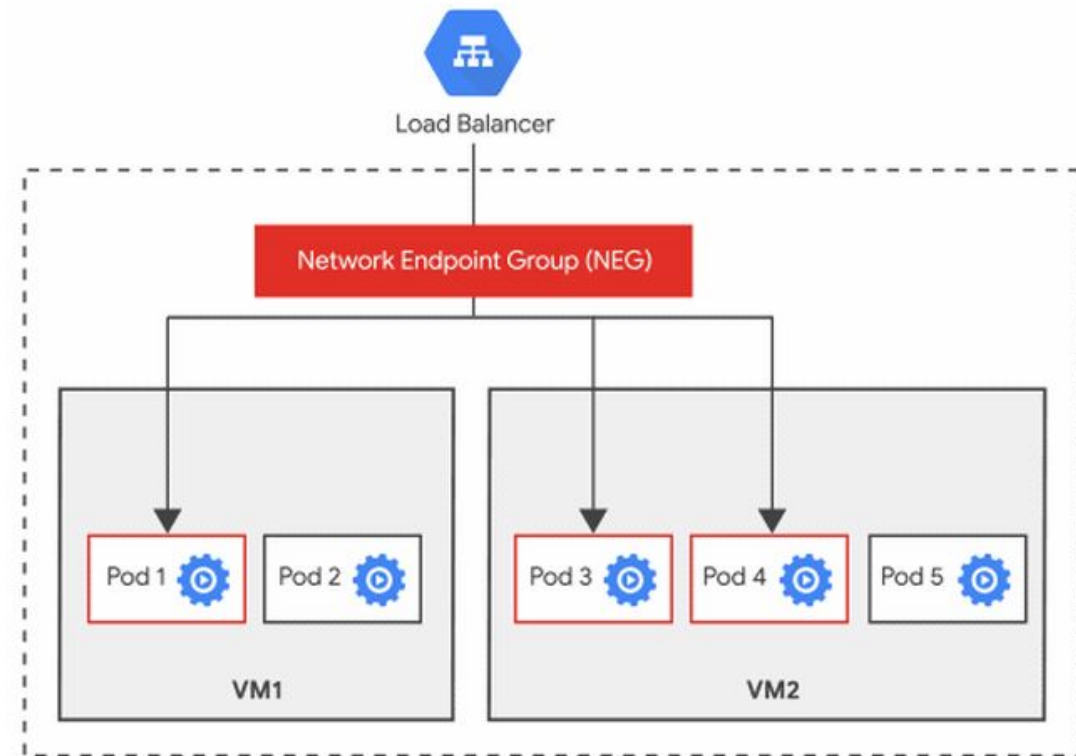 Load Balancer
Network Endpoint Group (NEG)
Pod 1
Pod 2
Pod 3
Pod 4
Pod 5
VM1
VM2